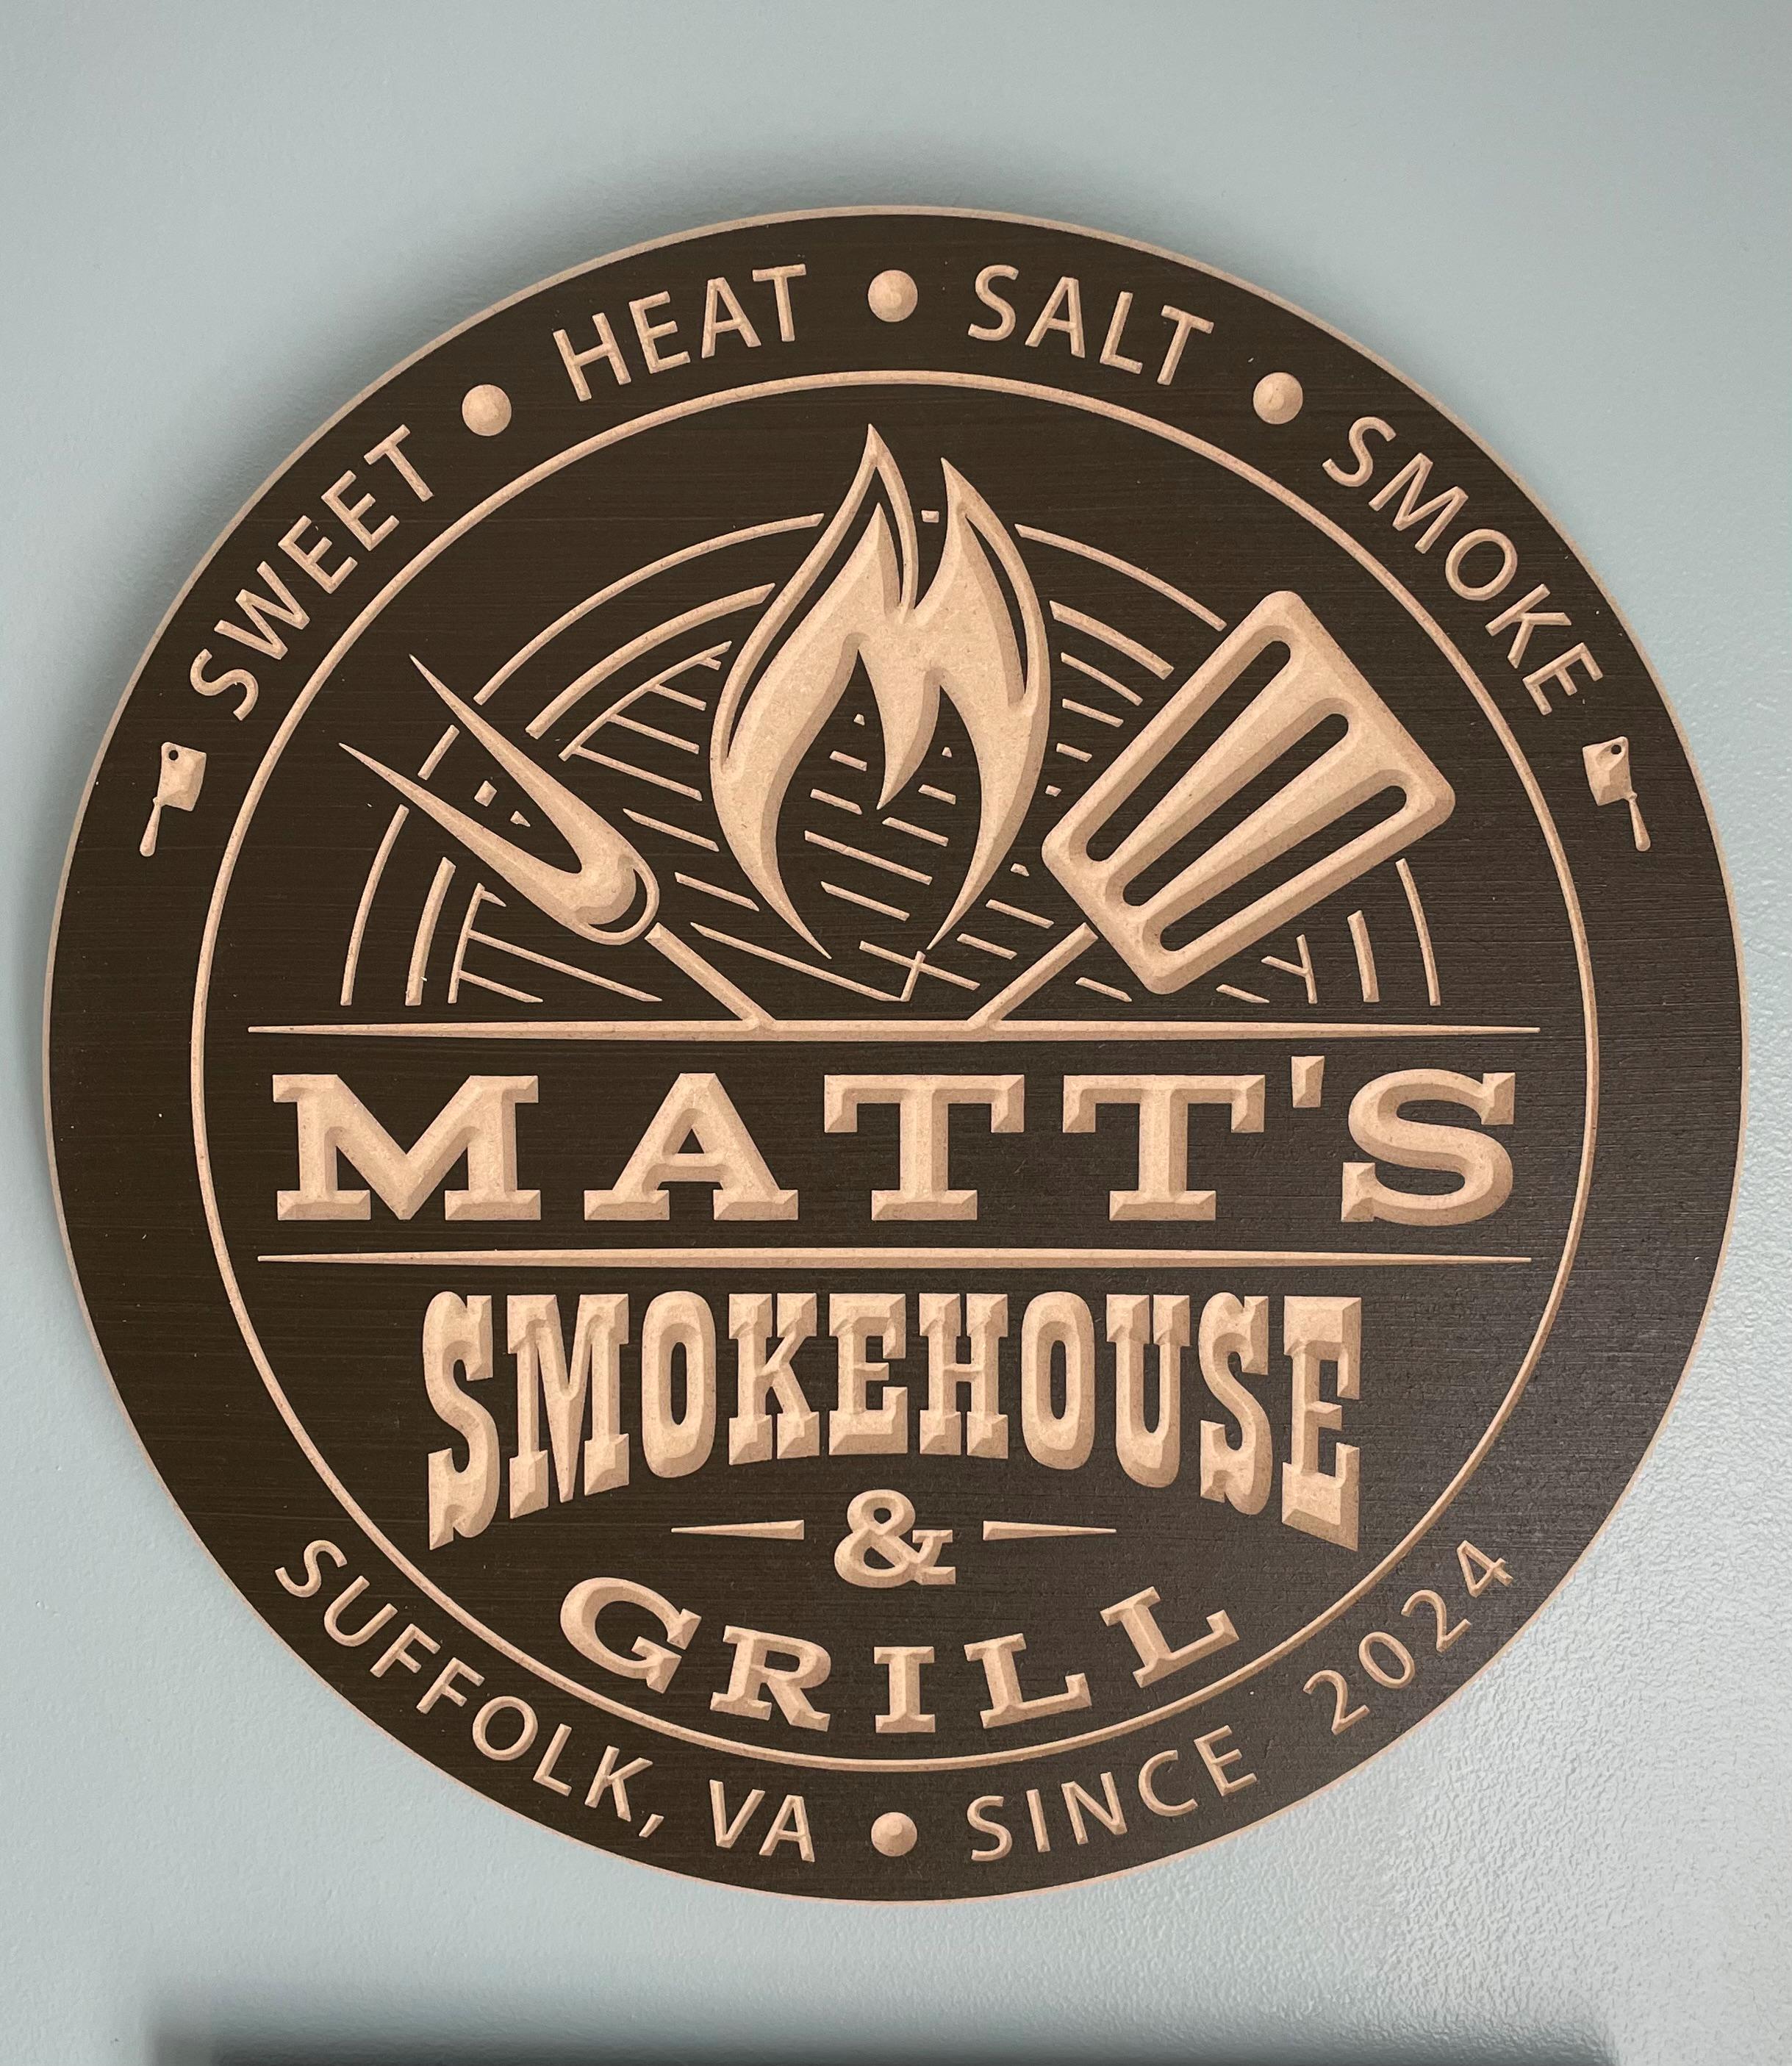 SWEET • HEAT • SALT • SMOKE
MATT'S
SMOKEHOUSE
&
GRILL
SUFFOLK, VA • SINCE 2024